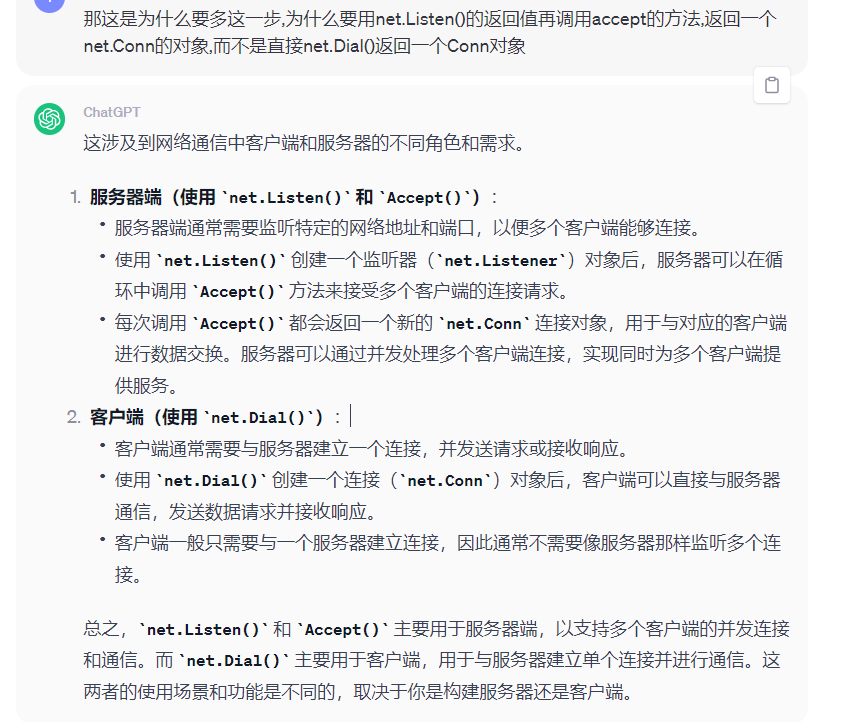 那这是为什么要多这一步,为什么要用net.Listen()的返回值再调用accept的方法,返回一个
net.Conn的对象,而不是直接net.Dial()返回一个Conn对象
ChatGPT
这涉及到网络通信中客户端和服务器的不同角色和需求。
1. 服务器端（使用 `net.Listen()` 和 `Accept()`）:
• 服务器端通常需要监听特定的网络地址和端口，以便多个客户端能够连接。
• 使用 `net.Listen()` 创建一个监听器（`net.Listener`）对象后，服务器可以在循
环中调用 `Accept()` 方法来接受多个客户端的连接请求。
• 每次调用 `Accept()` 都会返回一个新的 `net.Conn` 连接对象，用于与对应的客户端
进行数据交换。服务器可以通过并发处理多个客户端连接，实现同时为多个客户端提
供服务。
2. 客户端（使用 `net.Dial()`）:
• 客户端通常需要与服务器建立一个连接，并发送请求或接收响应。
• 使用 `net.Dial()` 创建一个连接（`net.Conn`）对象后，客户端可以直接与服务器
通信，发送数据请求并接收响应。
• 客户端一般只需要与一个服务器建立连接，因此通常不需要像服务器那样监听多个连
接。
总之，`net.Listen()` 和 `Accept()` 主要用于服务器端，以支持多个客户端的并发连接
和通信。而 `net.Dial()` 主要用于客户端，用于与服务器建立单个连接并进行通信。这
两者的使用场景和功能是不同的，取决于你是构建服务器还是客户端。